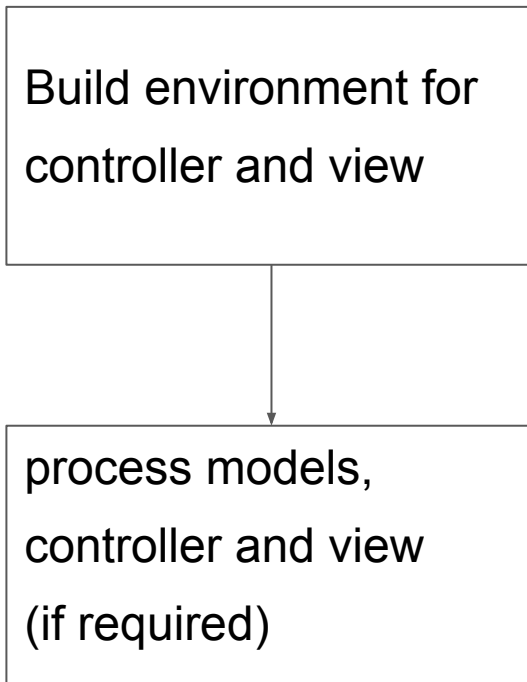 Build environment for
controller and view
process models,
controller and view
(if required)